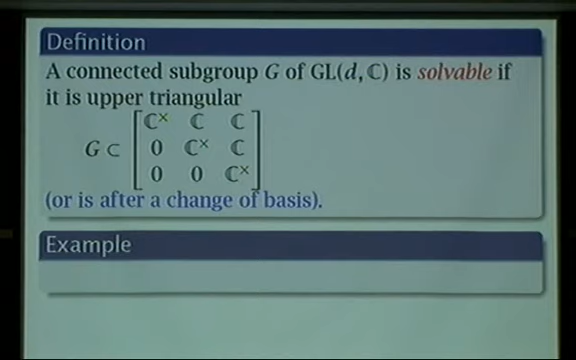 Definition
A connected subgroup G of GL(d, ℂ) is solvable if
it is upper triangular
G ⊂ [ℂ× ℂ ℂ
0 ℂ× ℂ
0 0 ℂ×]
(or is after a change of basis).
Example